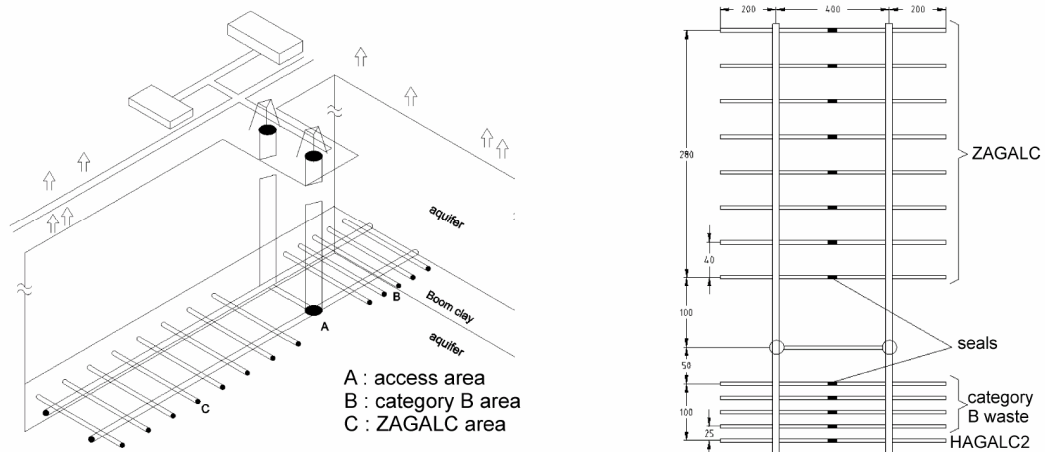 aquifer
B
Boom clay
A
aquifer
C
A : access area
B : category B area
C : ZAGALC area
200
400
200
280
ZAGALC
40
100
seals
50
category
B waste
100
25
HAGALC2